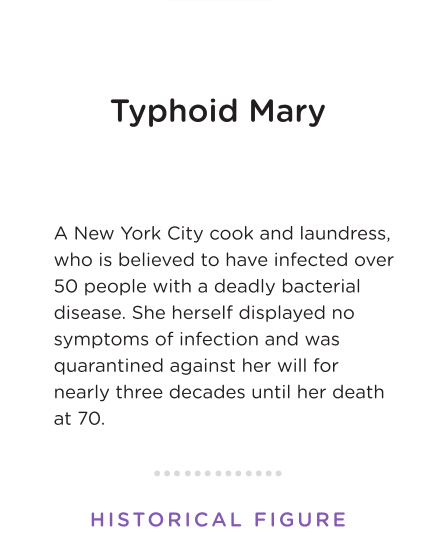 Typhoid Mary
A New York City cook and laundress,
who is believed to have infected over
50 people with a deadly bacterial
disease. She herself displayed no
symptoms of infection and was
quarantined against her will for
nearly three decades until her death
at 70.
HISTORICAL FIGURE